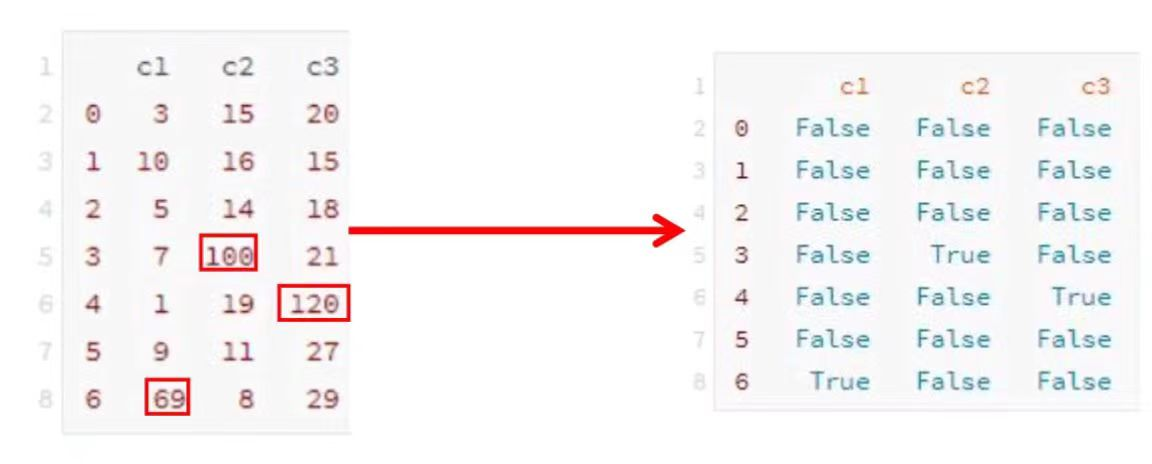 1 c1 c2 c3
2 0 3 15 20
3 1 10 16 15
4 2 5 14 18
5 3 7 100 21
6 4 1 19 120
7 5 9 11 27
8 6 69 8 29
1 c1 c2 c3
2 0 False False False
3 1 False False False
4 2 False False False
5 3 False True False
6 4 False False True
7 5 False False False
8 6 True False False